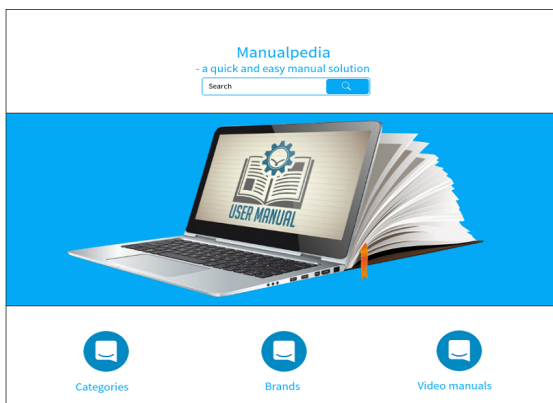 Manualpedia
- a quick and easy manual solution
Search
USER MANUAL
Categories
Brands
Video manuals